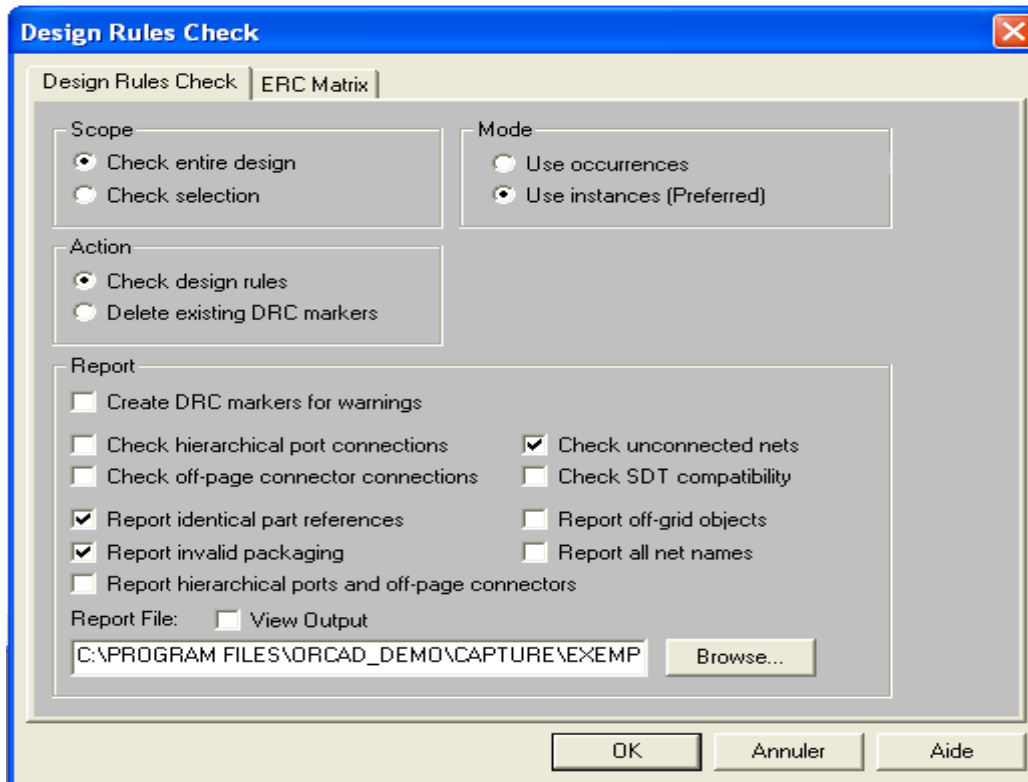 Design Rules Check
Design Rules Check
ERC Matrix
Scope
Check entire design
Check selection
Mode
Use occurrences
Use instances (Preferred)
Action
Check design rules
Delete existing DRC markers
Report
Create DRC markers for warnings
Check hierarchical port connections
Check off-page connector connections
Check unconnected nets
Check SDT compatibility
Report identical part references
Report invalid packaging
Report off-grid objects
Report all net names
Report hierarchical ports and off-page connectors
Report File:
View Output
C:\PROGRAM FILES\ORCAD_DEMO\CAPTURE\EXEMP
Browse...
OK
Annuler
Aide